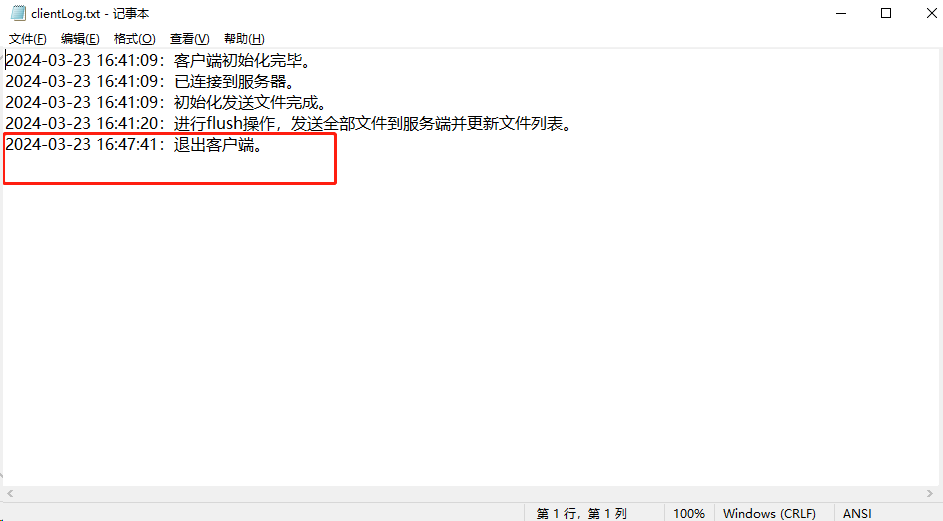 clientLog.txt - 记事本
文件(F) 编辑(E) 格式(O) 查看(V) 帮助(H)
2024-03-23 16:41:09：客户端初始化完毕。
2024-03-23 16:41:09：已连接到服务器。
2024-03-23 16:41:09：初始化发送文件完成。
2024-03-23 16:41:20：进行flush操作，发送全部文件到服务端并更新文件列表。
2024-03-23 16:47:41：退出客户端。
第 1 行，第 1 列 100% Windows (CRLF) ANSI